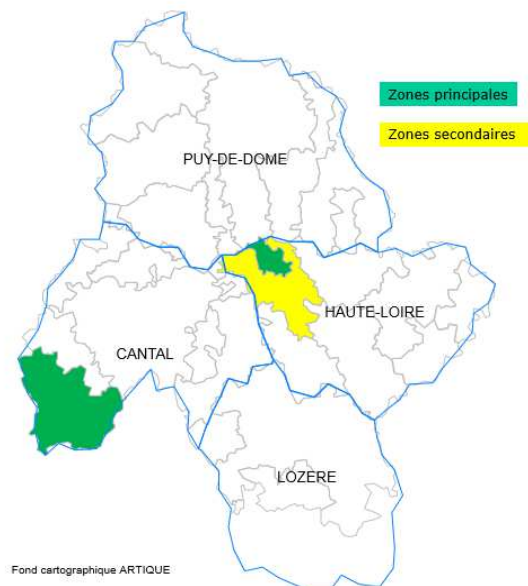 Zones principales
Zones secondaires
PUY-DE-DOME
HAUTE-LOIRE
CANTAL
LOZERE
Fond cartographique ARTIQUE